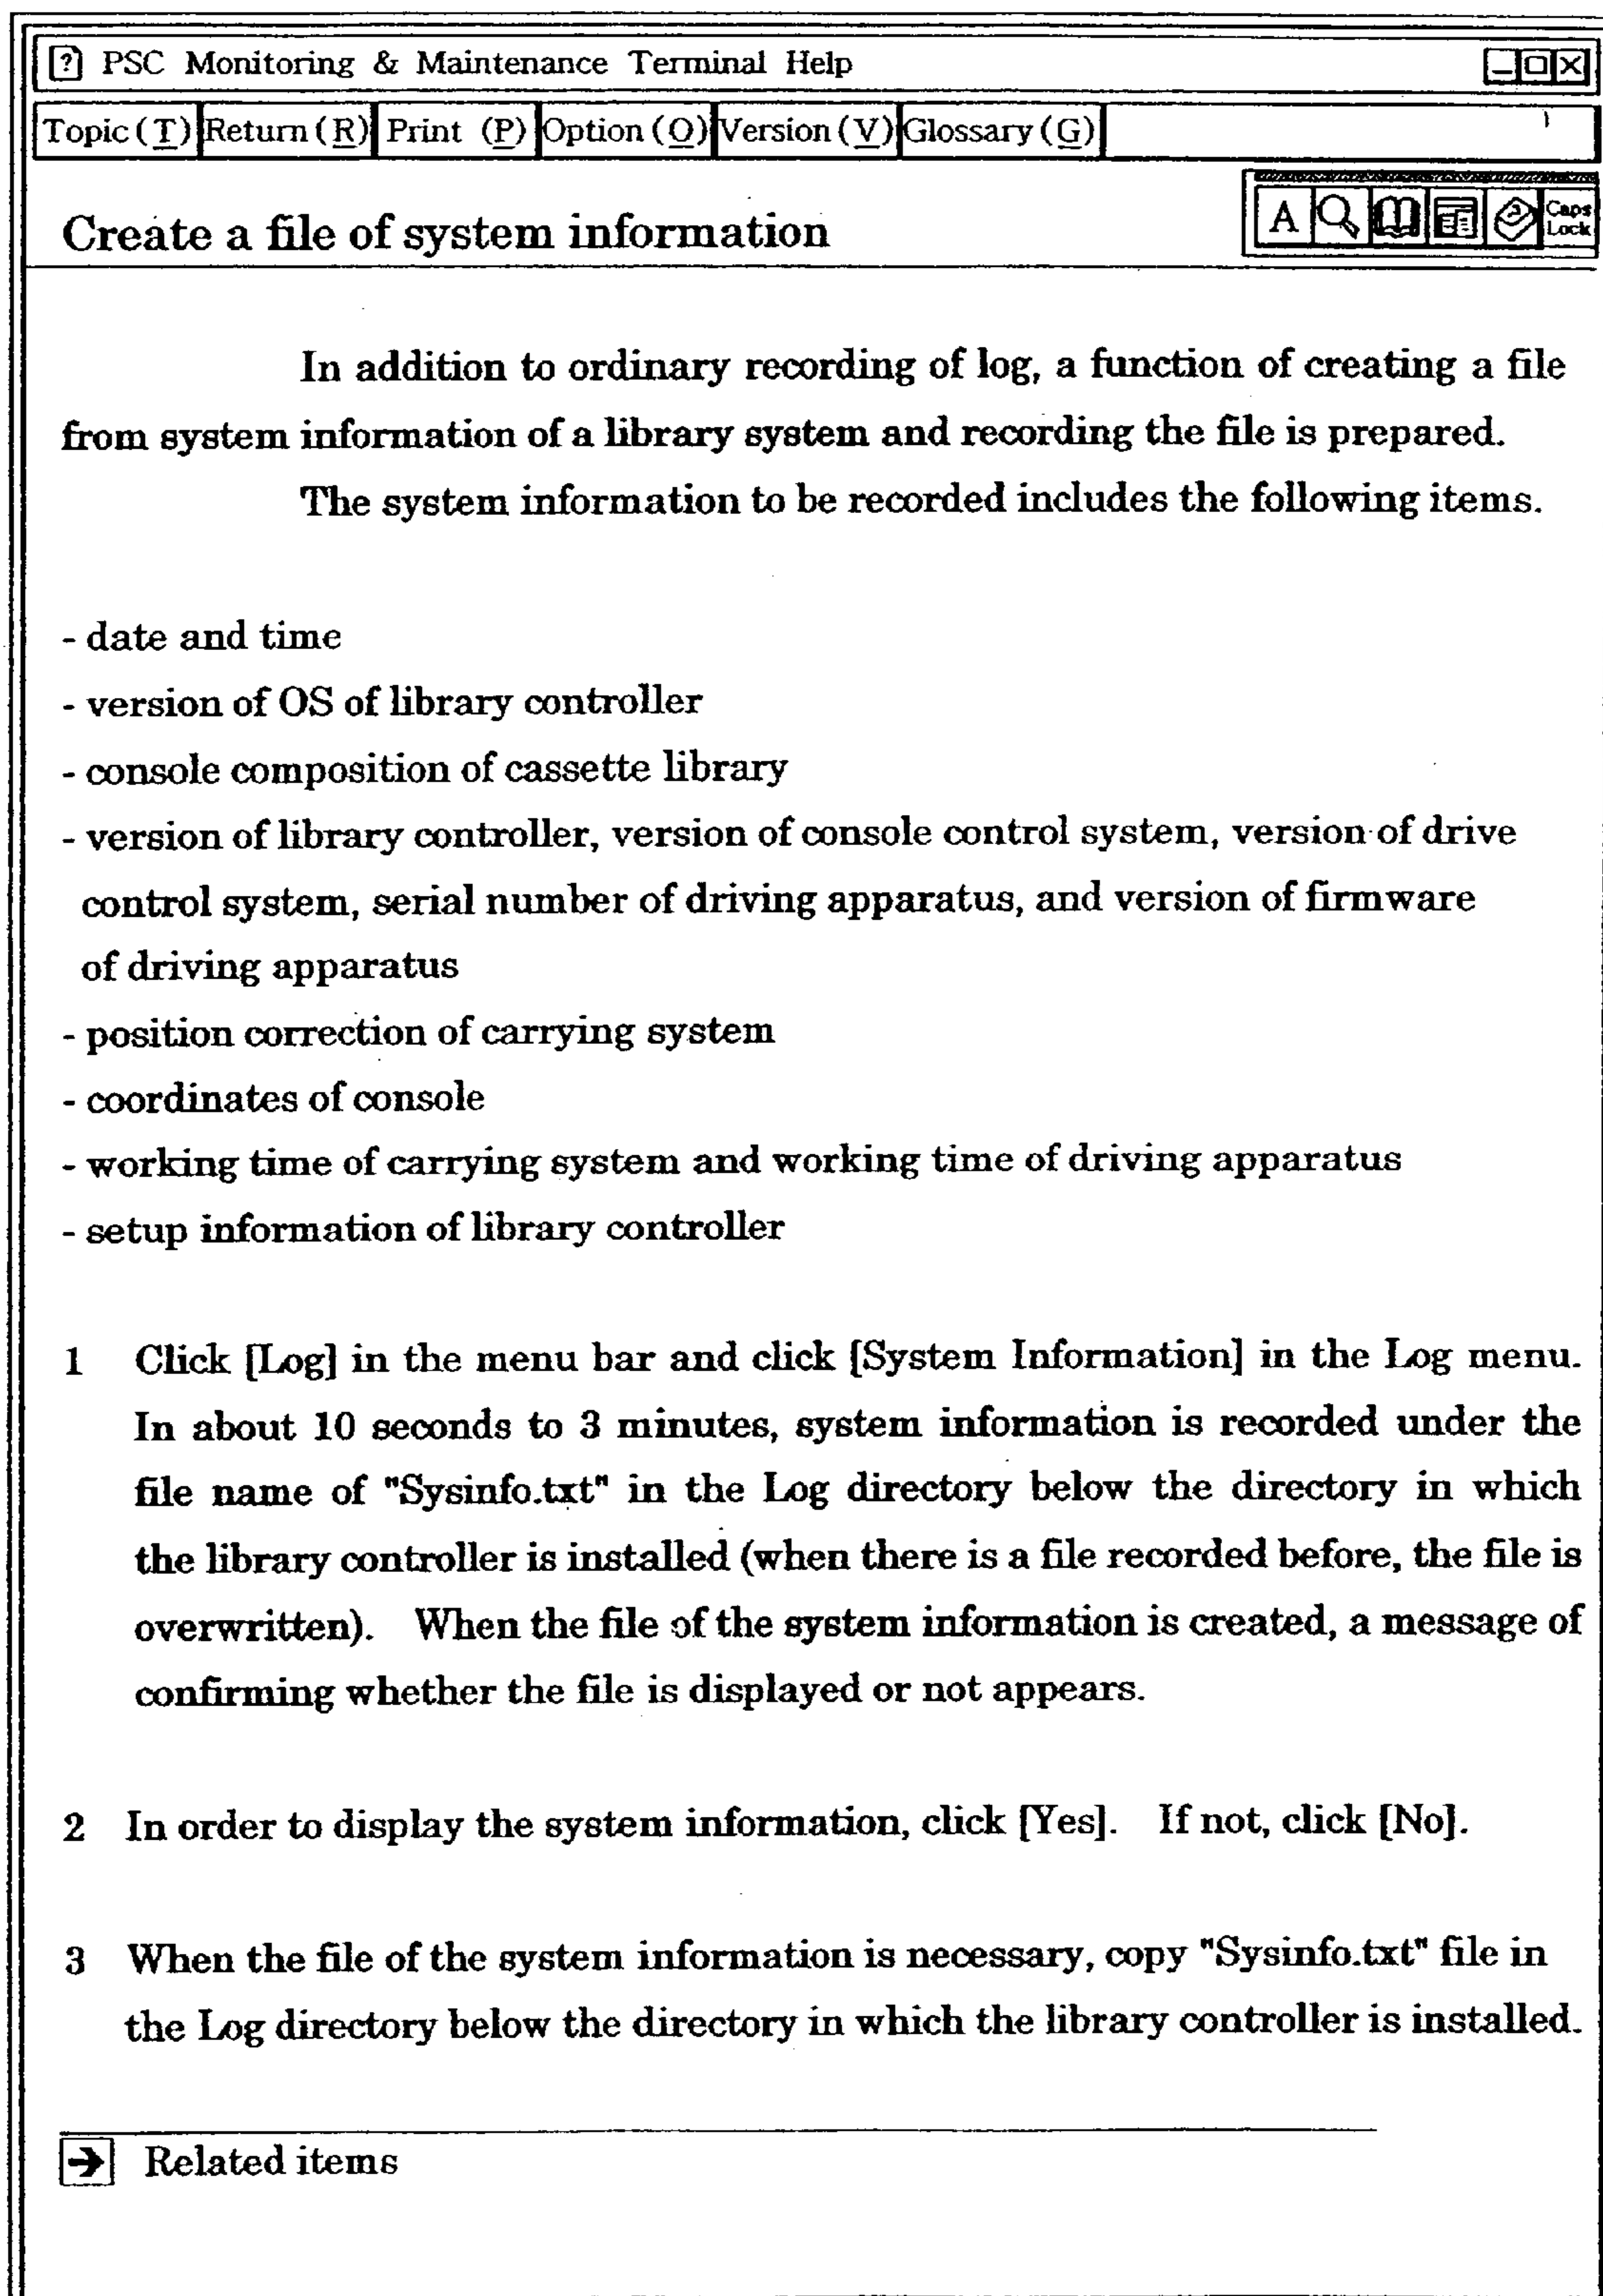 ? PSC Monitoring & Maintenance Terminal Help
Topic (T) Return (R) Print (P) Option (O) Version (V) Glossary (G)
Create a file of system information
A Caps
Lock
In addition to ordinary recording of log, a function of creating a file
from system information of a library system and recording the file is prepared.
The system information to be recorded includes the following items.
- date and time
- version of OS of library controller
- console composition of cassette library
- version of library controller, version of console control system, version of drive
control system, serial number of driving apparatus, and version of firmware
of driving apparatus
- position correction of carrying system
- coordinates of console
- working time of carrying system and working time of driving apparatus
- setup information of library controller
1 Click [Log] in the menu bar and click [System Information] in the Log menu.
In about 10 seconds to 3 minutes, system information is recorded under the
file name of "Sysinfo.txt" in the Log directory below the directory in which
the library controller is installed (when there is a file recorded before, the file is
overwritten). When the file of the system information is created, a message of
confirming whether the file is displayed or not appears.
2 In order to display the system information, click [Yes]. If not, click [No].
3 When the file of the system information is necessary, copy "Sysinfo.txt" file in
the Log directory below the directory in which the library controller is installed.
Related items